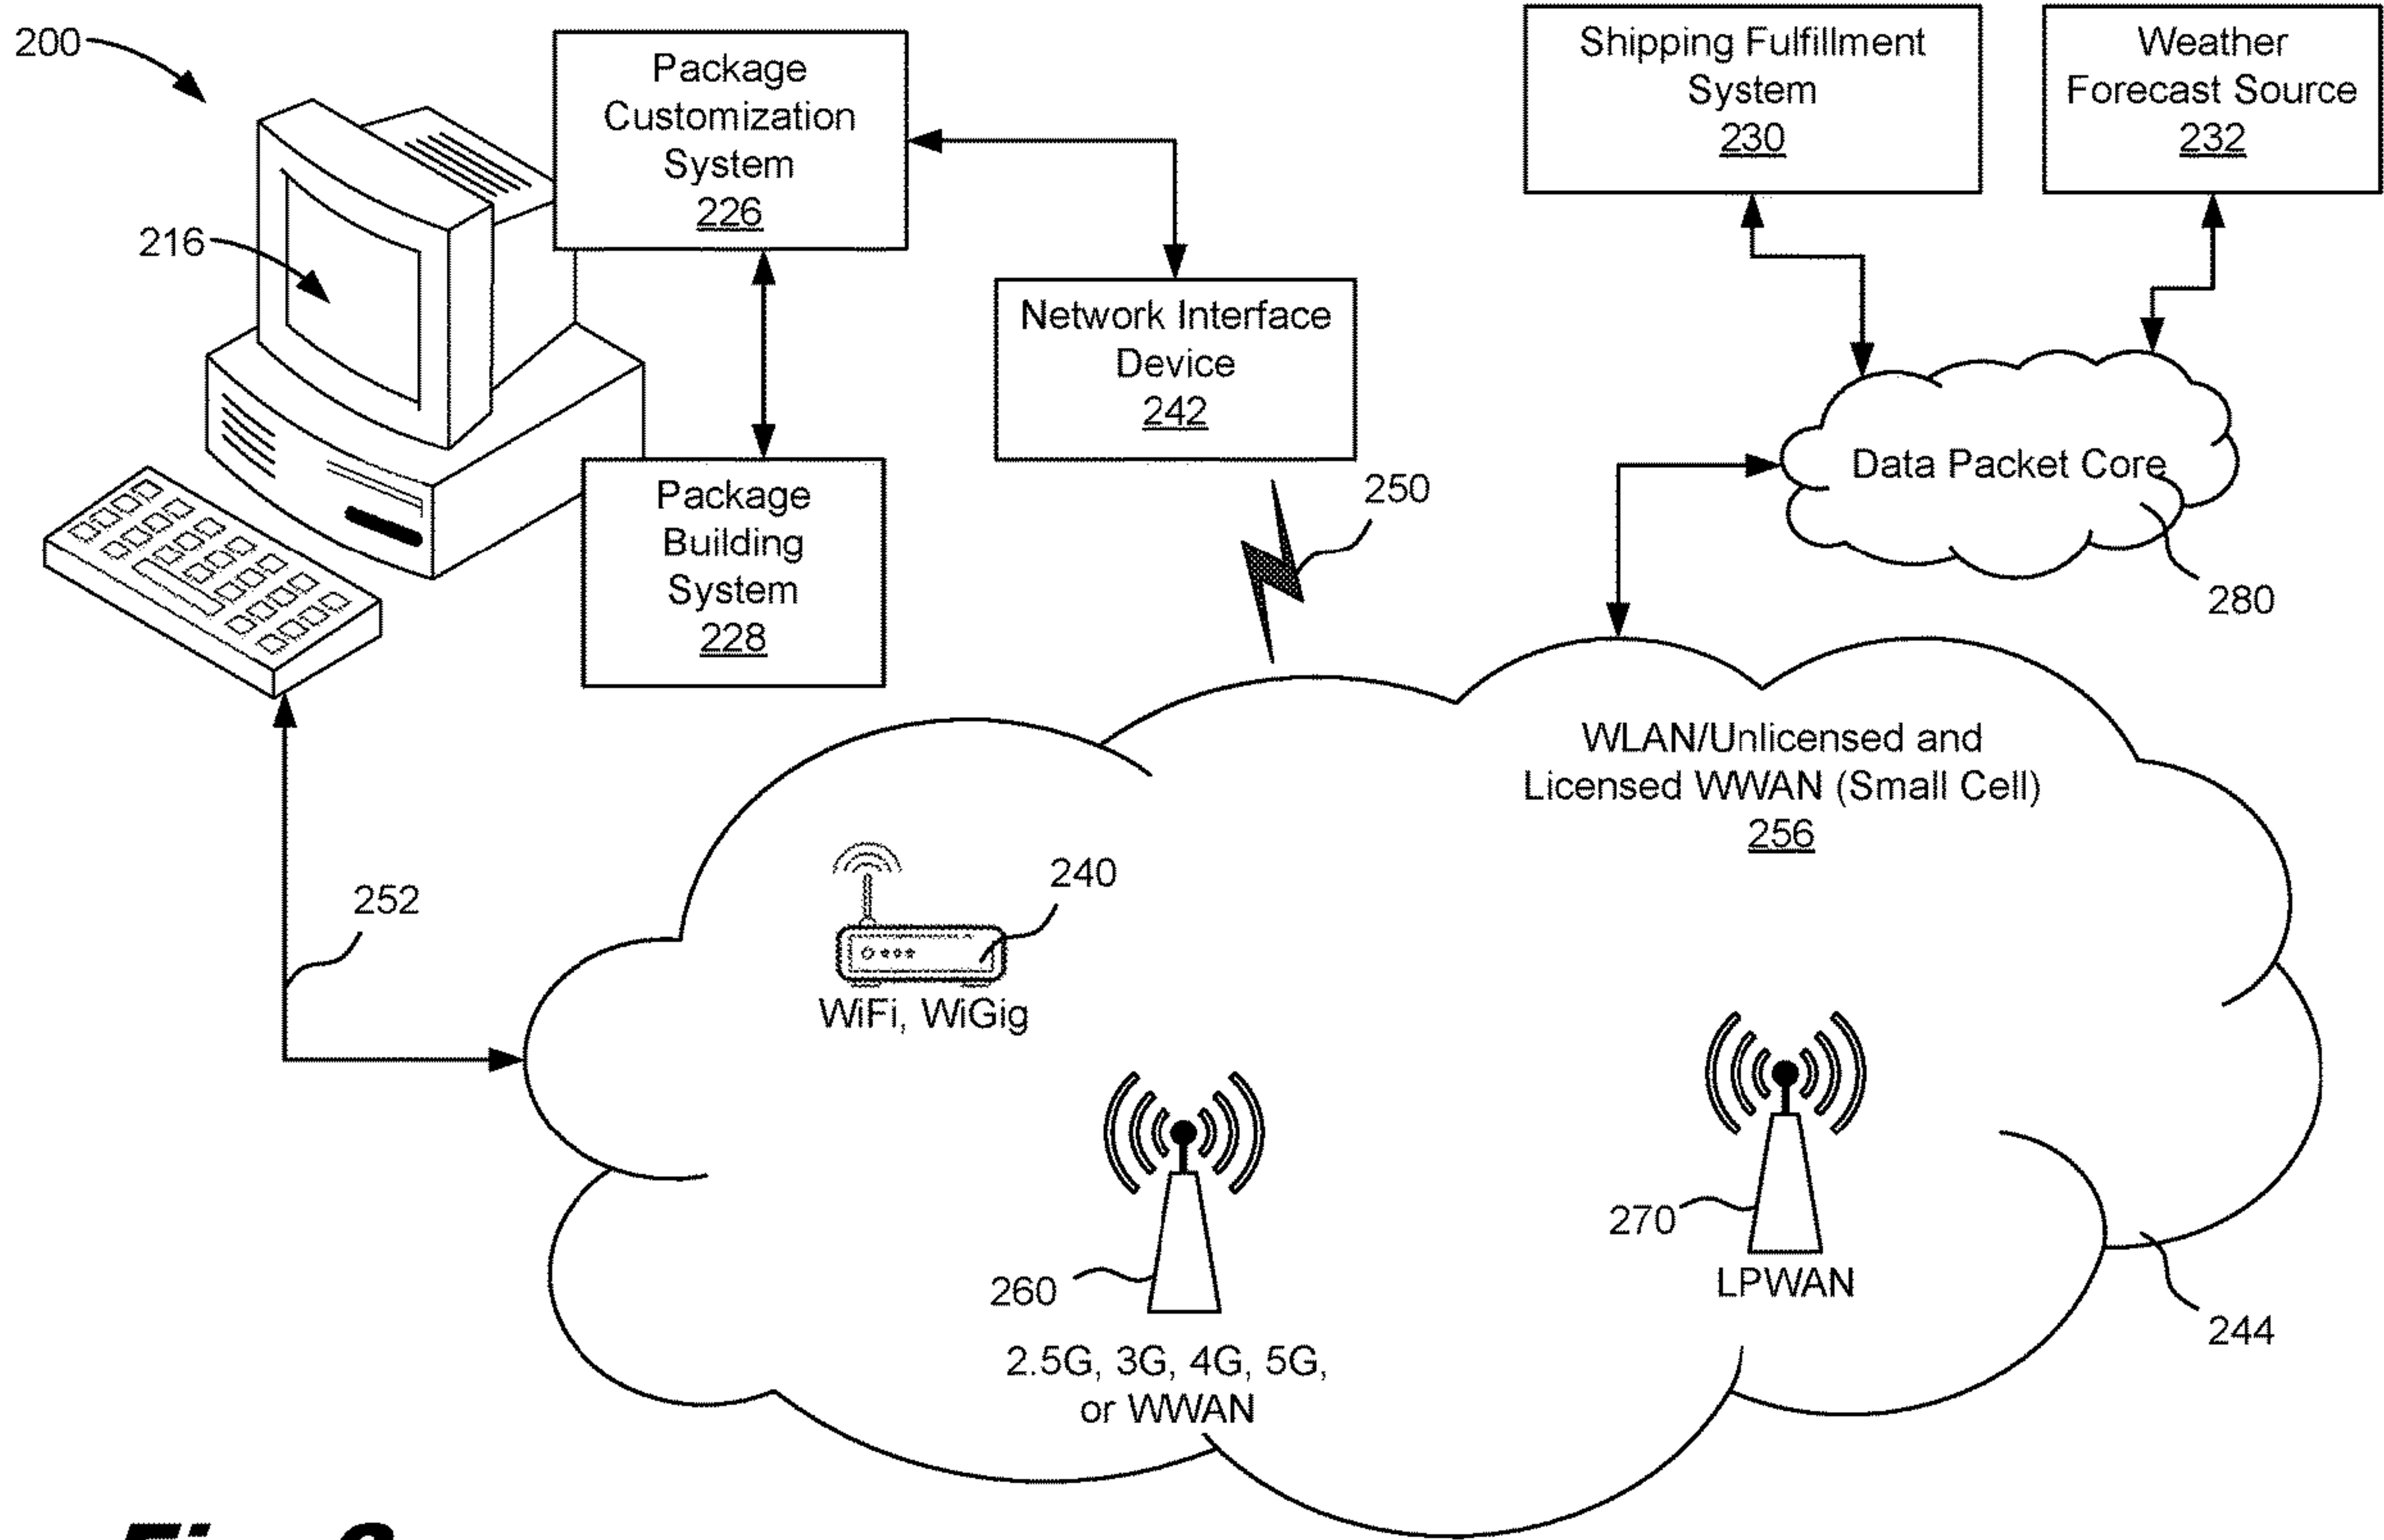 200
Package
Customization
System
226
Shipping Fulfillment
System
230
Weather
Forecast Source
232
216
Network Interface
Device
242
Package
Building
System
228
250
Data Packet Core
280
WLAN/Unlicensed and
Licensed WWAN (Small Cell)
256
252
240
WiFi, WiGig
260
2.5G, 3G, 4G, 5G,
or WWAN
270
LPWAN
244